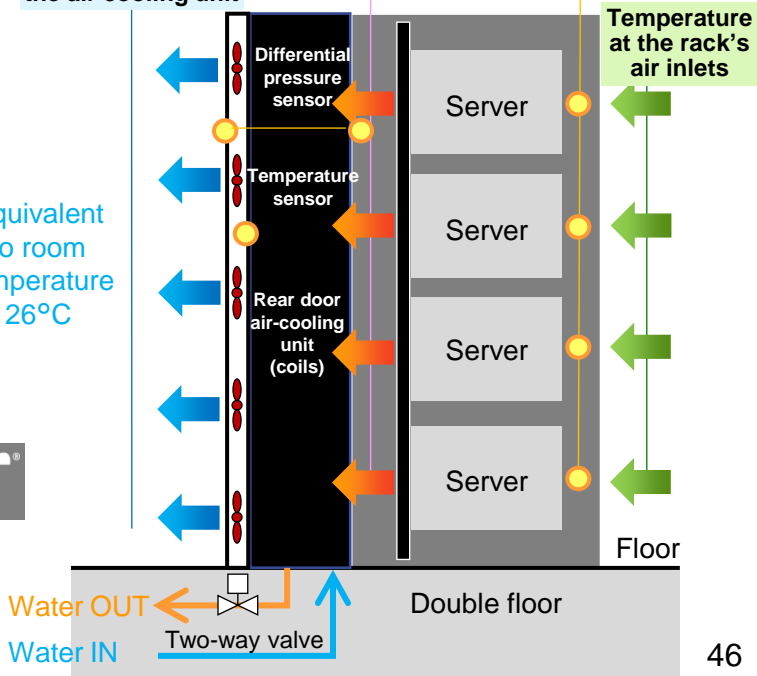 the air-cooling unit
Temperature
at the rack's
air inlets
Differential
pressure
sensor
Server
Temperature
sensor
Server
room
26°C
Rear door
air-cooling
unit
(coils)
Server
Server
Floor
Water OUT
Double floor
Two-way valve
Water IN
46